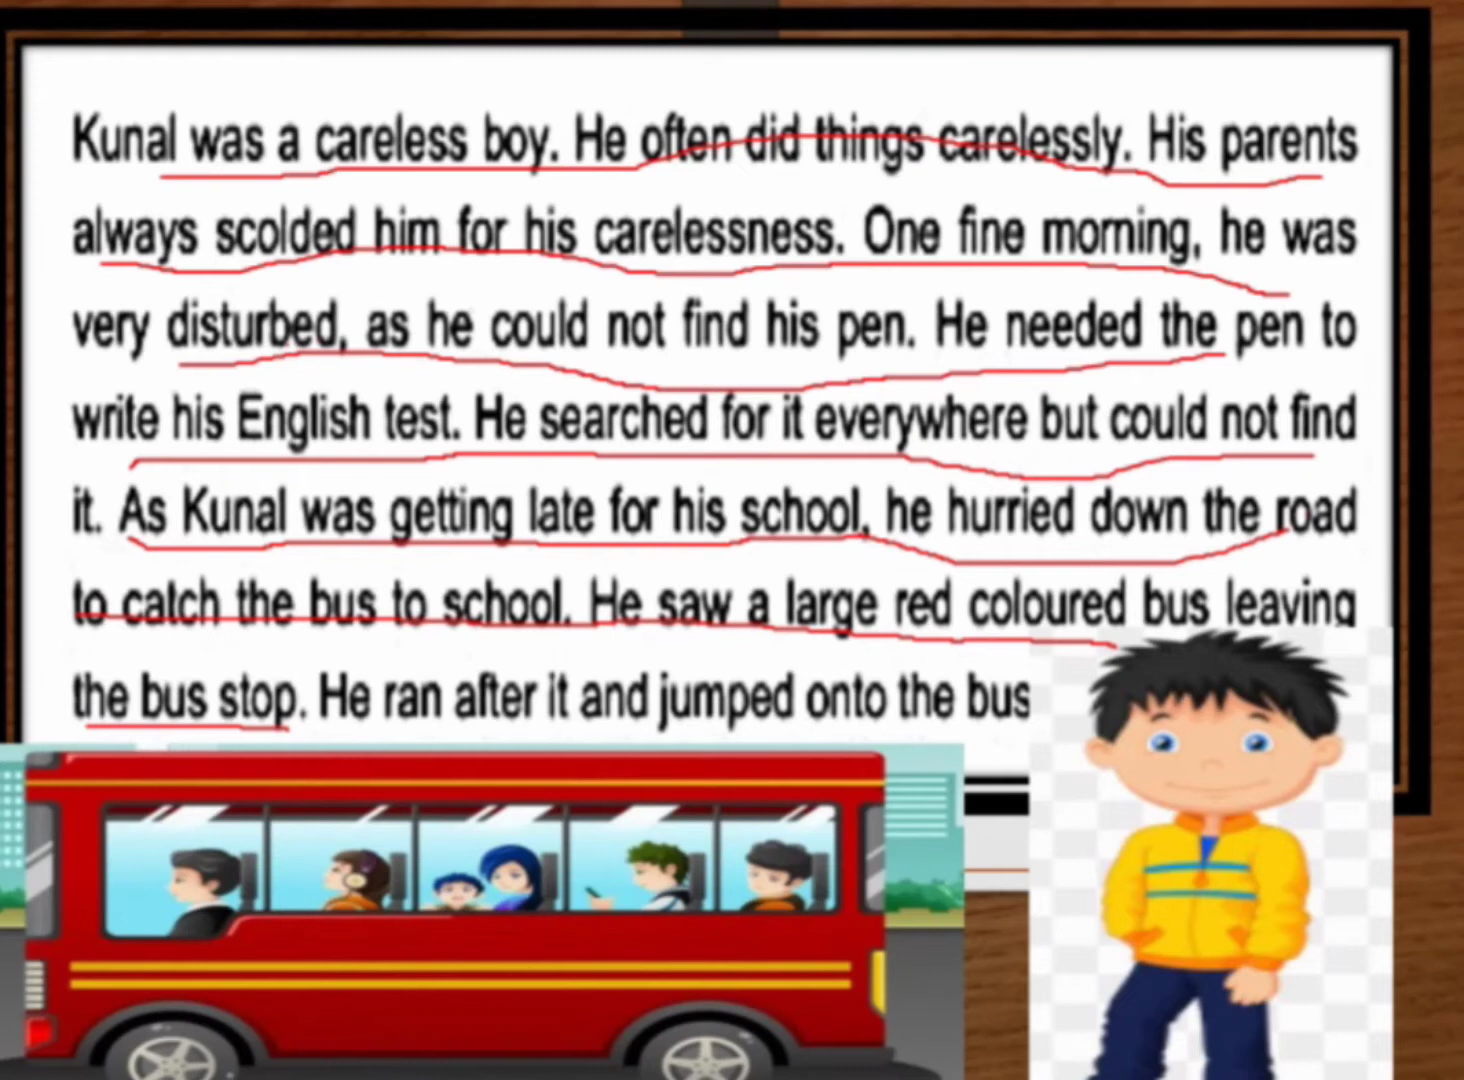 Kunal was a careless boy. He often did things carelessly. His parents
always scolded him for his carelessness. One fine morning, he was
very disturbed, as he could not find his pen. He needed the pen to
write his English test. He searched for it everywhere but could not find
it. As Kunal was getting late for his school, he hurried down the road
to catch the bus to school. He saw a large red coloured bus leaving
the bus stop. He ran after it and jumped onto the bus